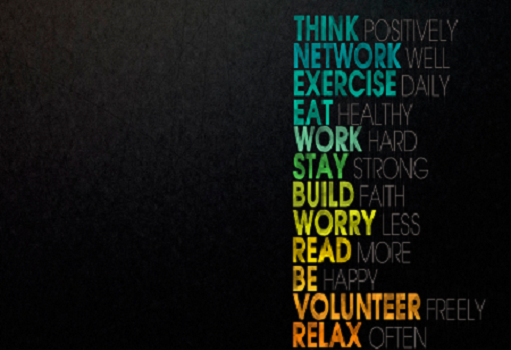 THINK POSITIVELY
NETWORK WELL
EXERCISE DAILY
EAT HEALTHY
WORK HARD
STAY STRONG
BUILD FAITH
WORRY LESS
READ MORE
BE HAPPY
VOLUNTEER FREELY
RELAX OFTEN